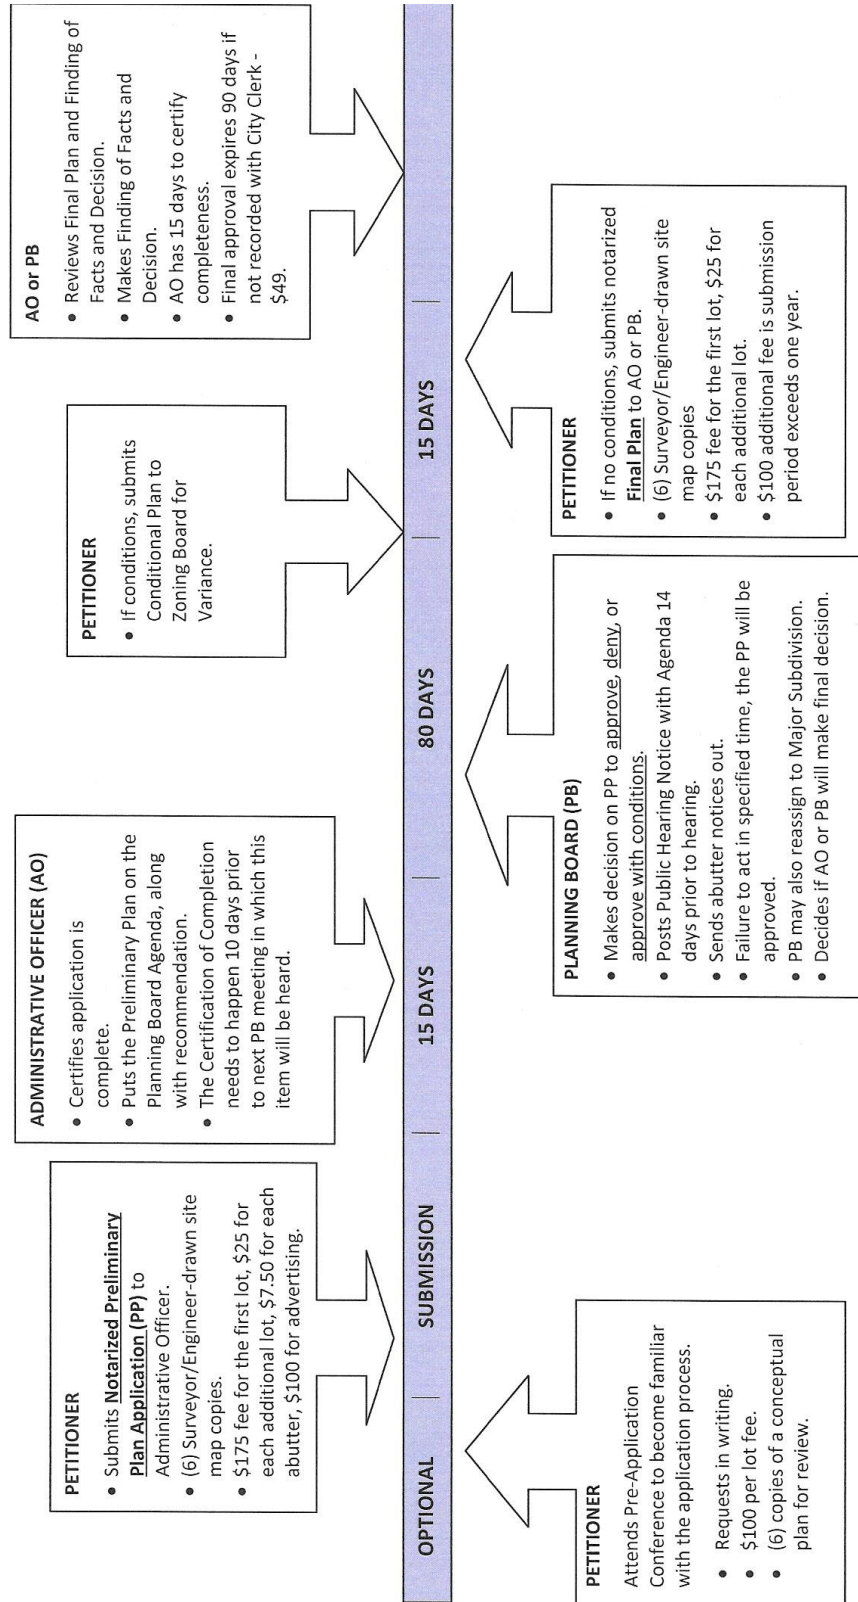 PETITIONER
Attends Pre-Application
Conference to become familiar
with the application process.
• Requests in writing.
• $100 per lot fee.
• (6) copies of a conceptual
plan for review.
PETITIONER
• Submits Notarized Preliminary
Plan Application (PP) to
Administrative Officer.
• (6) Surveyor/Engineer-drawn site
map copies.
• $175 fee for the first lot, $25 for
each additional lot, $7.50 for each
abutter, $100 for advertising.
ADMINISTRATIVE OFFICER (AO)
• Certifies application is
complete.
• Puts the Preliminary Plan on the
Planning Board Agenda, along
with recommendation.
• The Certification of Completion
needs to happen 10 days prior
to next PB meeting in which this
item will be heard.
PLANNING BOARD (PB)
• Makes decision on PP to approve, deny, or
approve with conditions.
• Posts Public Hearing Notice with Agenda 14
days prior to hearing.
• Sends abutter notices out.
• Failure to act in specified time, the PP will be
approved.
• PB may also reassign to Major Subdivision.
• Decides if AO or PB will make final decision.
PETITIONER
• If conditions, submits
Conditional Plan to
Zoning Board for
Variance.
PETITIONER
• If no conditions, submits notarized
Final Plan to AO or PB.
• (6) Surveyor/Engineer-drawn site
map copies
• $175 fee for the first lot, $25 for
each additional lot.
• $100 additional fee is submission
period exceeds one year.
AO or PB
• Reviews Final Plan and Finding of
Facts and Decision.
• Makes Finding of Facts and
Decision.
• AO has 15 days to certify
completeness.
• Final approval expires 90 days if
not recorded with City Clerk -
$49.
OPTIONAL | SUBMISSION | 15 DAYS | 80 DAYS | 15 DAYS |